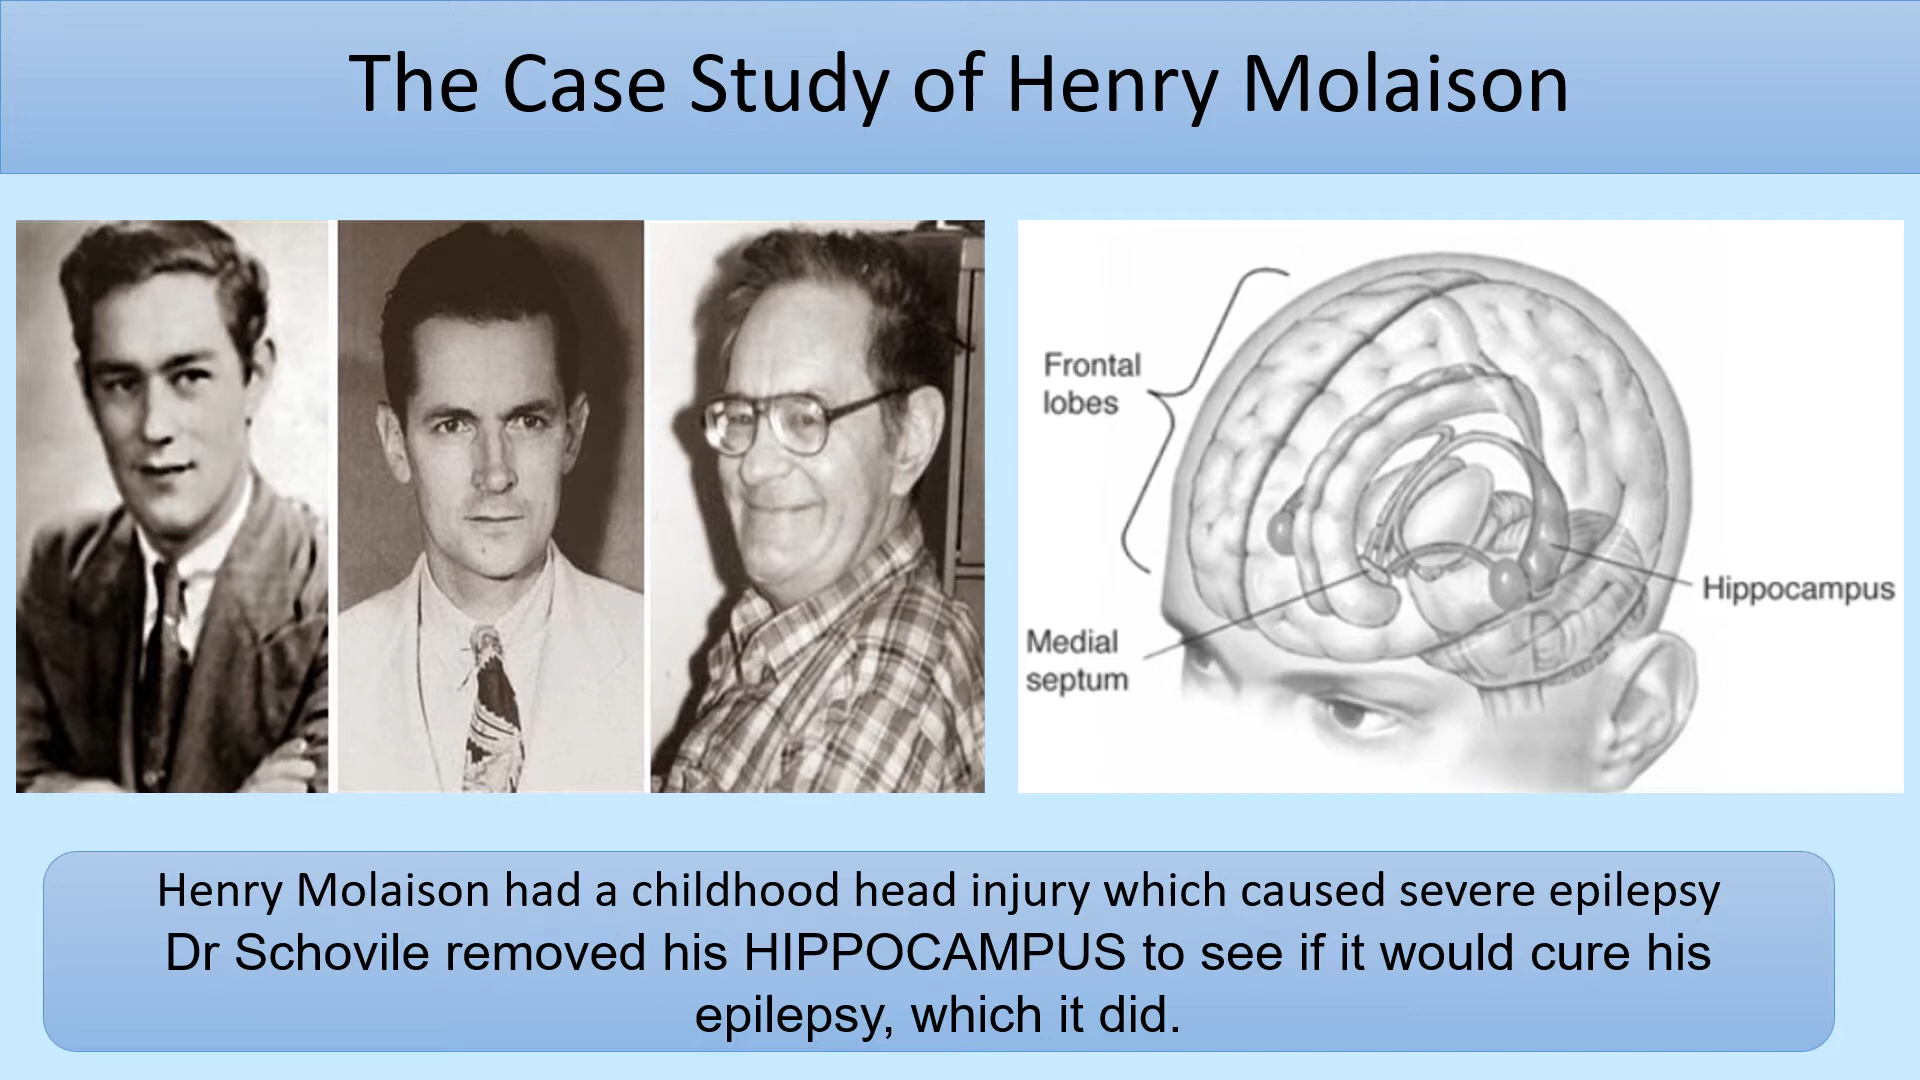 The Case Study of Henry Molaison
Frontal
lobes
Medial
septum
Hippocampus
Henry Molaison had a childhood head injury which caused severe epilepsy
Dr Schovile removed his HIPPOCAMPUS to see if it would cure his
epilepsy, which it did.